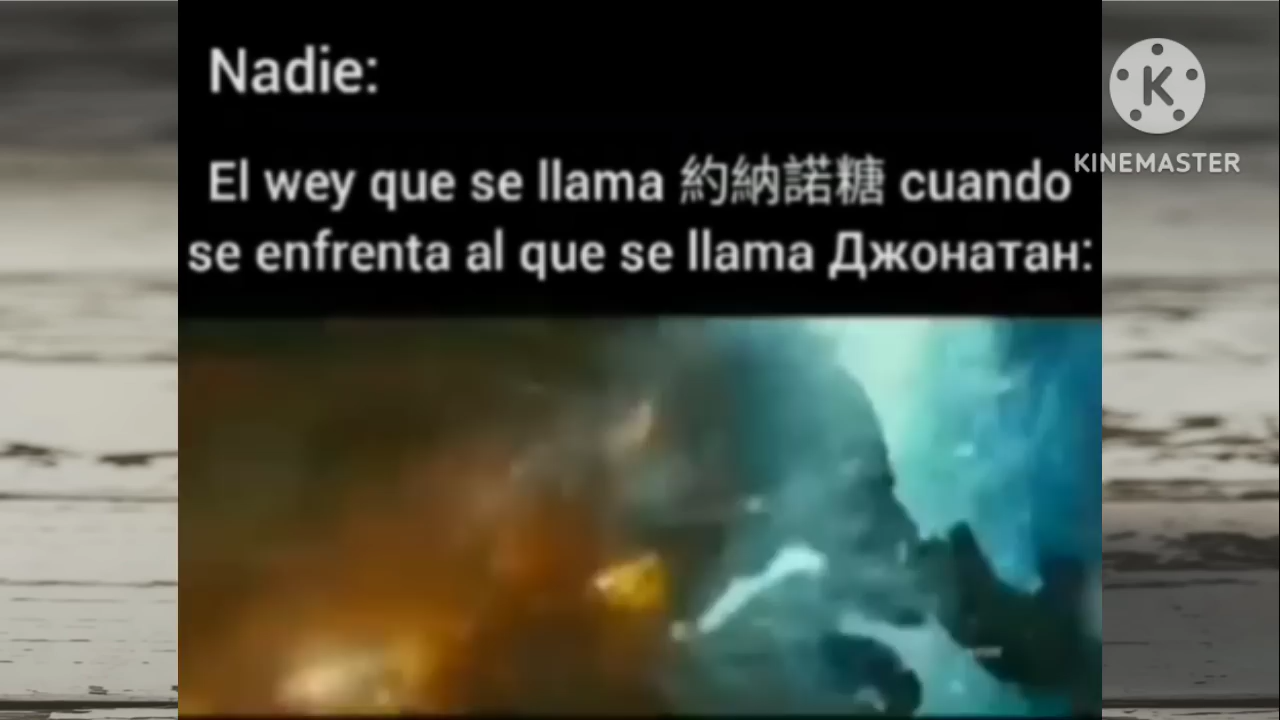 Nadie:
El wey que se llama 約納諾糖 cuando
se enfrenta al que se llama Джонатан:
KINEMASTER